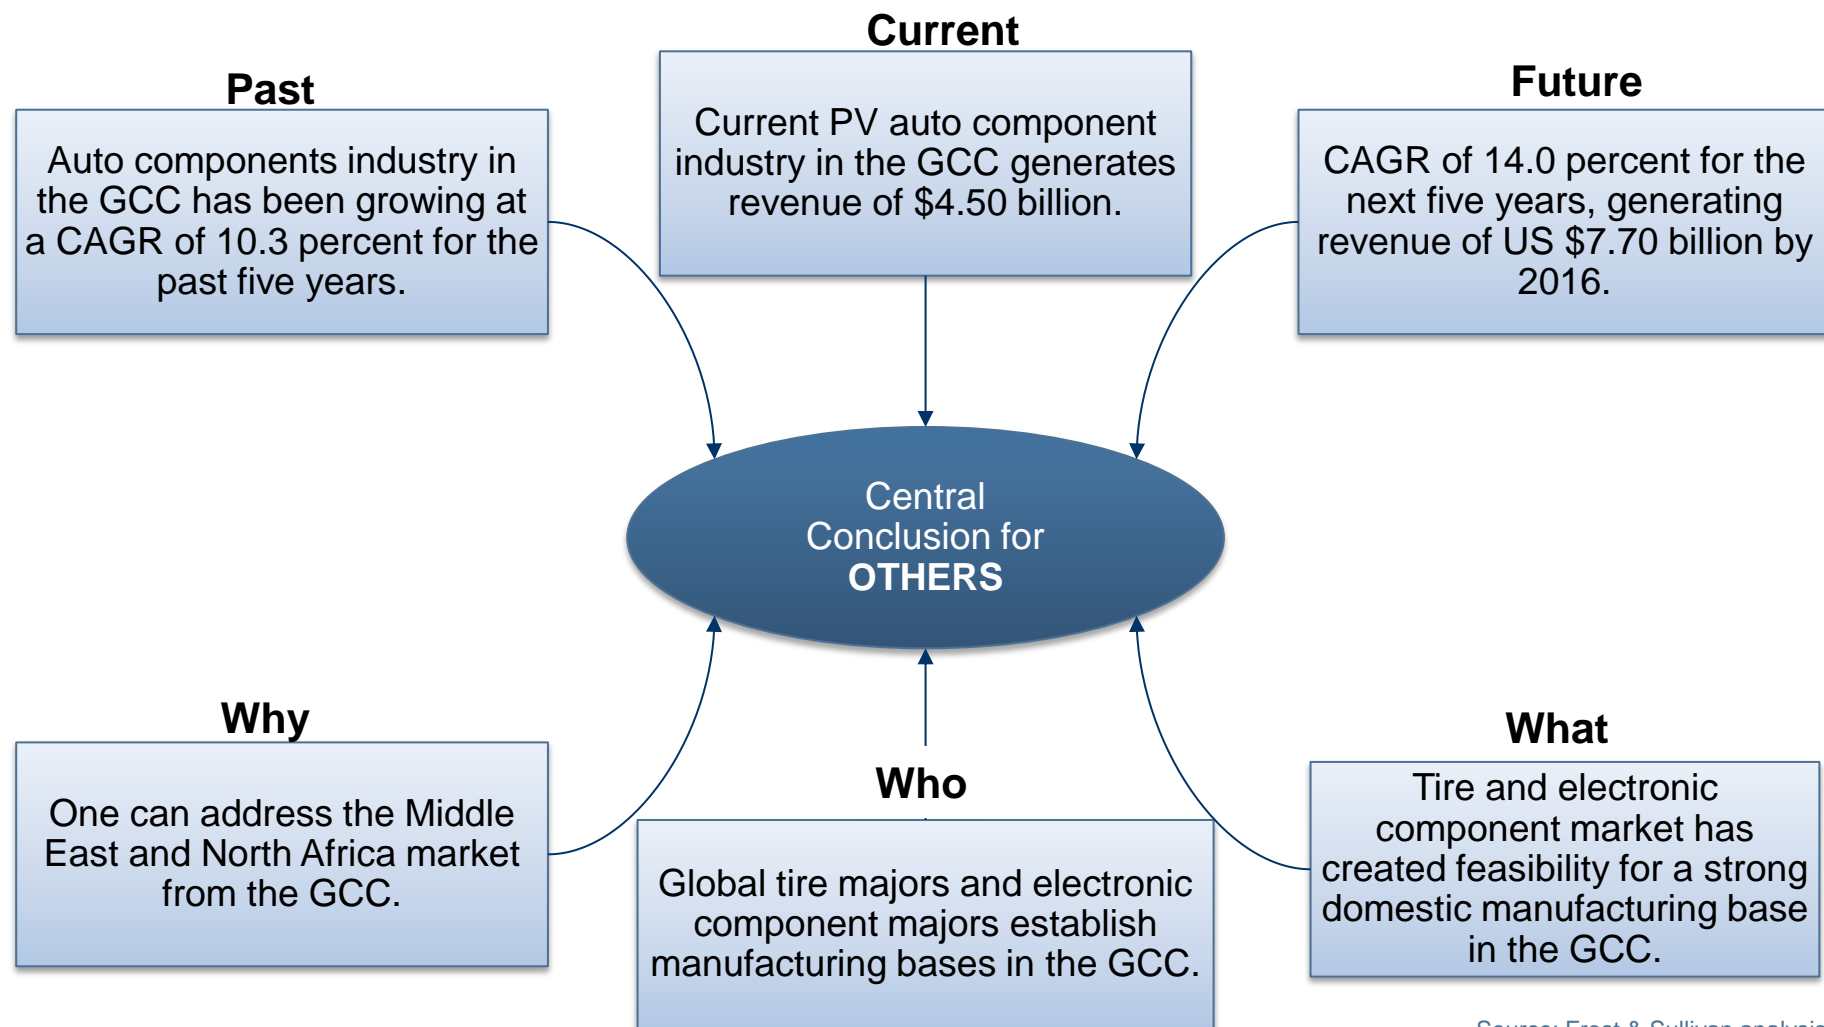 Past
Auto components industry in
the GCC has been growing at
a CAGR of 10.3 percent for the
past five years.
Current
Current PV auto component
industry in the GCC generates
revenue of $4.50 billion.
Future
CAGR of 14.0 percent for the
next five years, generating
revenue of US $7.70 billion by
2016.
Central
Conclusion for
OTHERS
Why
One can address the Middle
East and North Africa market
from the GCC.
Who
Global tire majors and electronic
component majors establish
manufacturing bases in the GCC.
What
Tire and electronic
component market has
created feasibility for a strong
domestic manufacturing base
in the GCC.
Source: Frost & Sullivan analysis